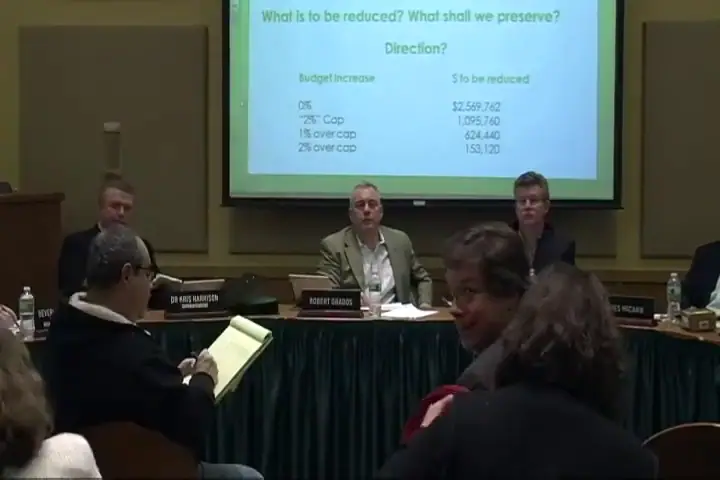 What is to be reduced? What shall we preserve?
Direction?
Budget Increase $ to be reduced
0% $2,569,762
"2%" Cap 1,095,760
1% over cap 624,440
2% over cap 153,120
DR KRIS HARRISON
SUPERINTENDENT
ROBERT GRADOS